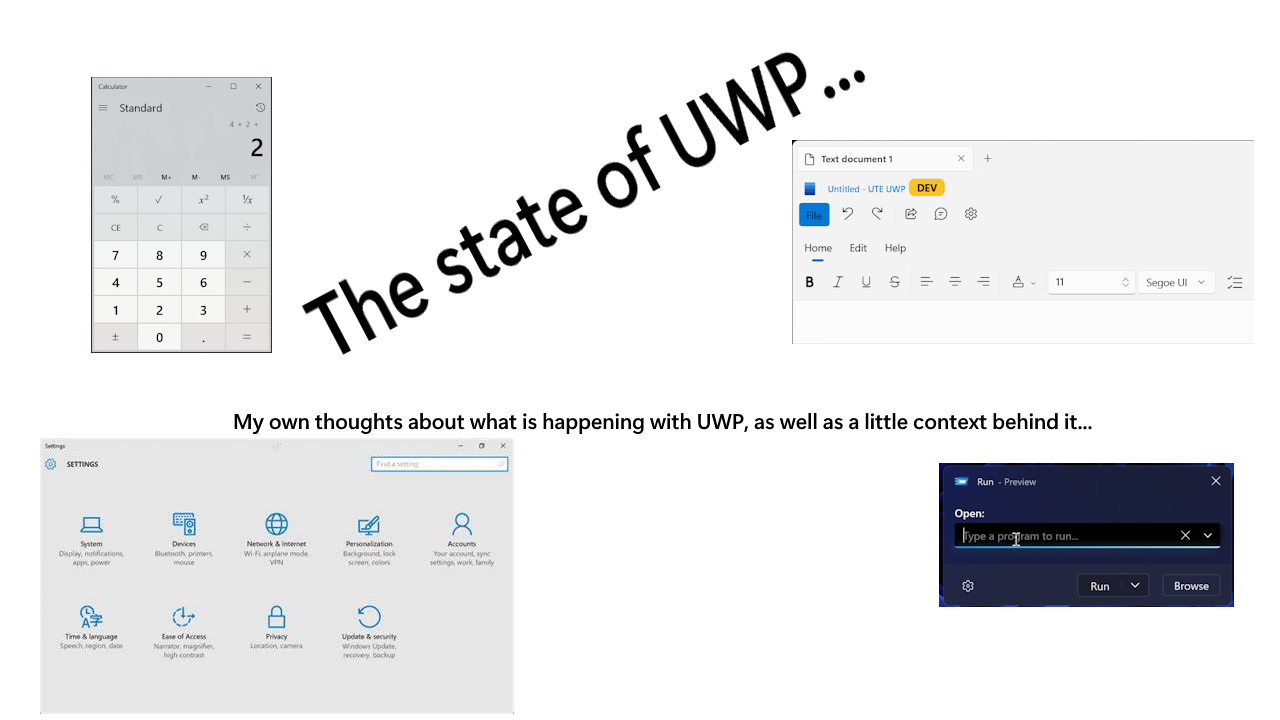 The state of UWP...
Calculator
Standard
4 + 2 +
2
MC MR M+ M- MS M˅
% √ x² ¹/x
CE C ÷
7 8 9 ×
4 5 6 −
1 2 3 +
± 0 . =
Text document 1
Untitled - UTE UWP DEV
File
Home Edit Help
B I U S A 11 Segoe UI
My own thoughts about what is happening with UWP, as well as a little context behind it...
Settings
SETTINGS
Find a setting
System
Display, notifications,
apps, power
Devices
Bluetooth, printers,
mouse
Network & Internet
Wi-Fi, airplane mode,
VPN
Personalization
Background, lock
screen, colors
Accounts
Your account, sync
settings, work, family
Time & language
Speech, region, date
Ease of Access
Narrator, magnifier,
high contrast
Privacy
Location, camera
Update & security
Windows Update,
recovery, backup
Run - Preview
Open:
Type a program to run...
Run Browse